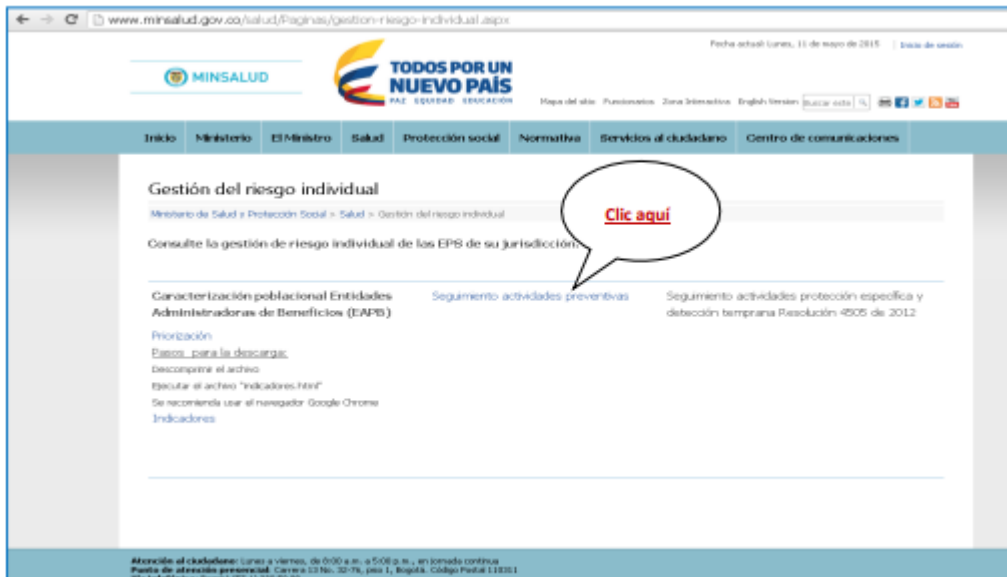 www.minsalud.gov.co/salud/Paginas/gestion-riesgo-individual.aspx
Fecha actual: Lunes, 11 de mayo de 2015 | Inicio de sesión
MINSALUD
TODOS POR UN
NUEVO PAÍS
PAZ EQUIDAD EDUCACIÓN
Mapa del sitio Funcionarios Zona Interactiva English Version Buscar este
Inicio Ministerio El Ministro Salud Protección social Normativa Servicios al ciudadano Centro de comunicaciones
Gestión del riesgo individual
Ministerio de Salud y Protección Social > Salud > Gestión del riesgo individual
Clic aquí
Consulte la gestión de riesgo individual de las EPS de su jurisdicción.
Caracterización poblacional Entidades
Administradoras de Beneficios (EAPB)
Priorización
Pasos para la descarga:
Descomprimir el archivo
Ejecutar el archivo "indicadores.html"
Se recomienda usar el navegador Google Chrome
Indicadores
Seguimiento actividades preventivas
Seguimiento actividades protección específica y
detección temprana Resolución 4505 de 2012
Atención al ciudadano: Lunes a viernes, de 8:00 a.m. a 5:00 p.m., en jornada continua
Punto de atención presencial: Carrera 13 No. 32-76, piso 1, Bogotá. Código Postal 110311